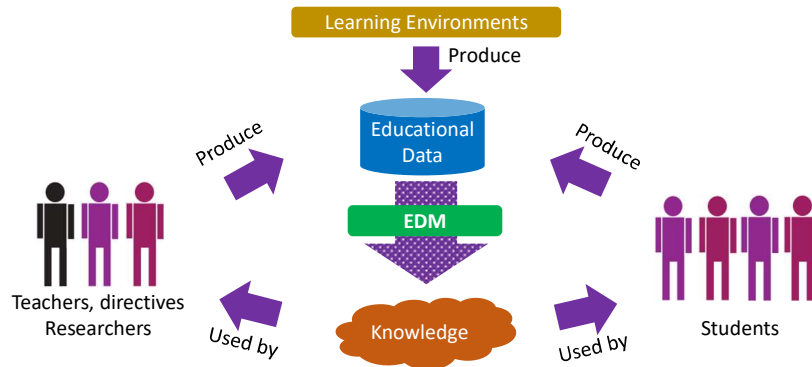 Learning Environments
Produce
Educational
Data
Produce
Produce
EDM
Teachers, directives
Researchers
Used by
Knowledge
Used by
Students